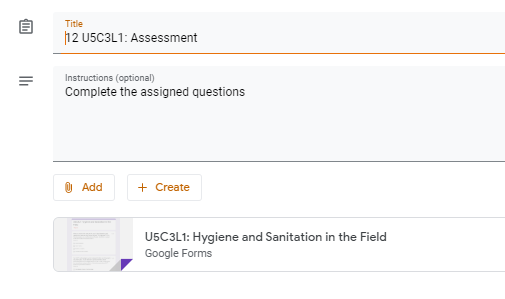 Title
12 U5C3L1: Assessment
Instructions (optional)
Complete the assigned questions
Add
Create
U5C3L1: Hygiene and Sanitation in the Field
Google Forms